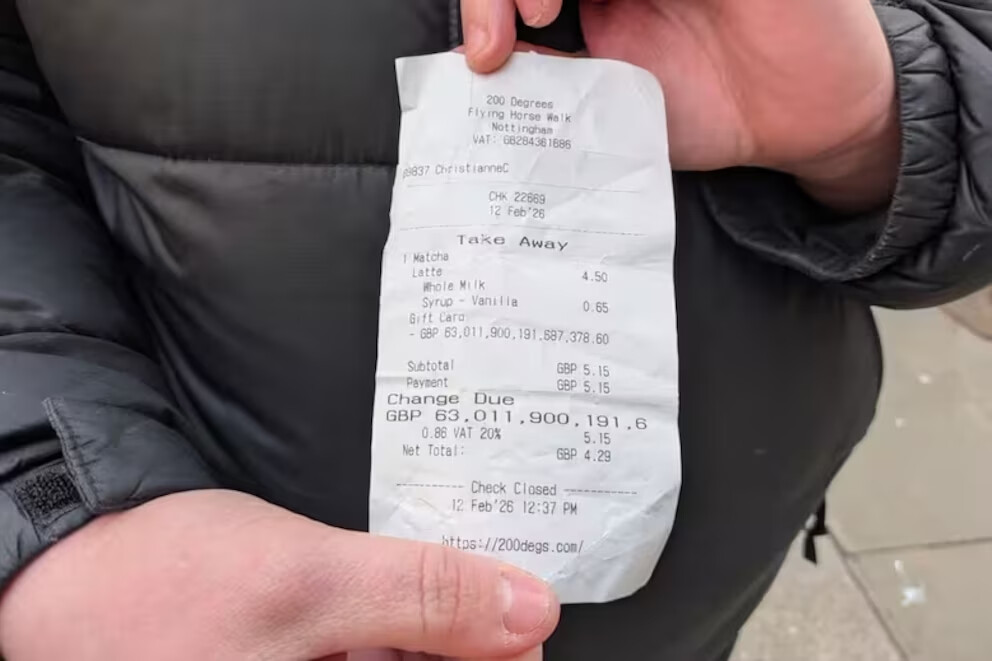 200 Degrees
Flying Horse Walk
Nottingham
VAT: GB284361686
69837 ChristianneC
CHK 22669
12 Feb'26
Take Away
1 Matcha
Latte 4.50
Whole Milk
Syrup - Vanilla 0.65
Gift Card
- GBP 63,011,900,191,687,378.60
Subtotal GBP 5.15
Payment GBP 5.15
Change Due
GBP 63,011,900,191,6
0.86 VAT 20% 5.15
Net Total: GBP 4.29
Check Closed
12 Feb'26 12:37 PM
https://200degs.com/